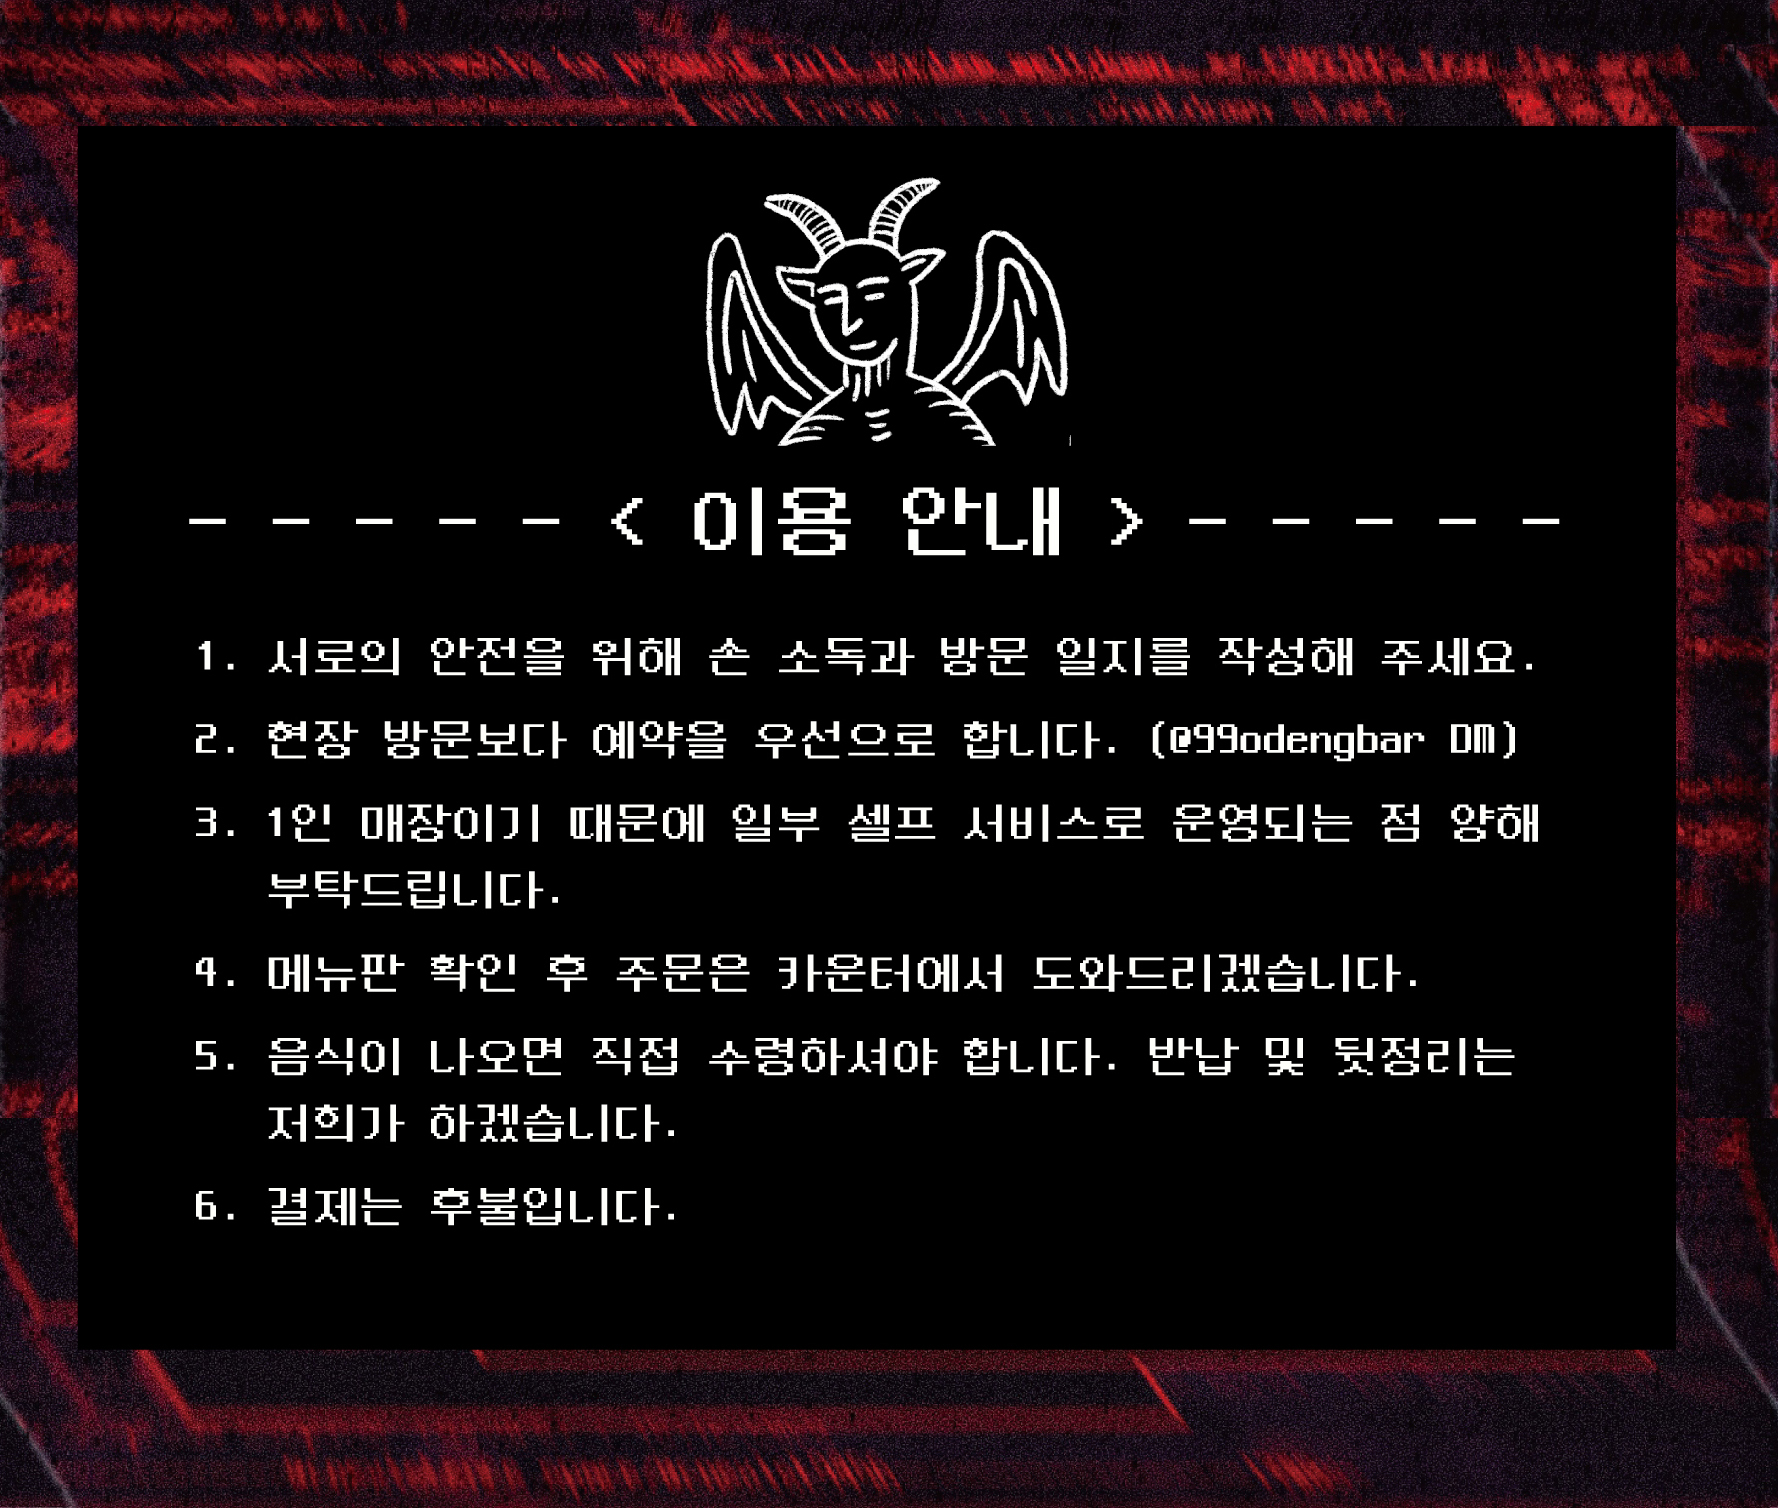 - - - - - < 이용 안내 > - - - - -
1. 서로의 안전을 위해 손 소독과 방문 일지를 작성해 주세요.
2. 현장 방문보다 예약을 우선으로 합니다. (@99odengbar DM)
3. 1인 매장이기 때문에 일부 셀프 서비스로 운영되는 점 양해
부탁드립니다.
4. 메뉴판 확인 후 주문은 카운터에서 도와드리겠습니다.
5. 음식이 나오면 직접 수령하셔야 합니다. 반납 및 뒷정리는
저희가 하겠습니다.
6. 결제는 후불입니다.